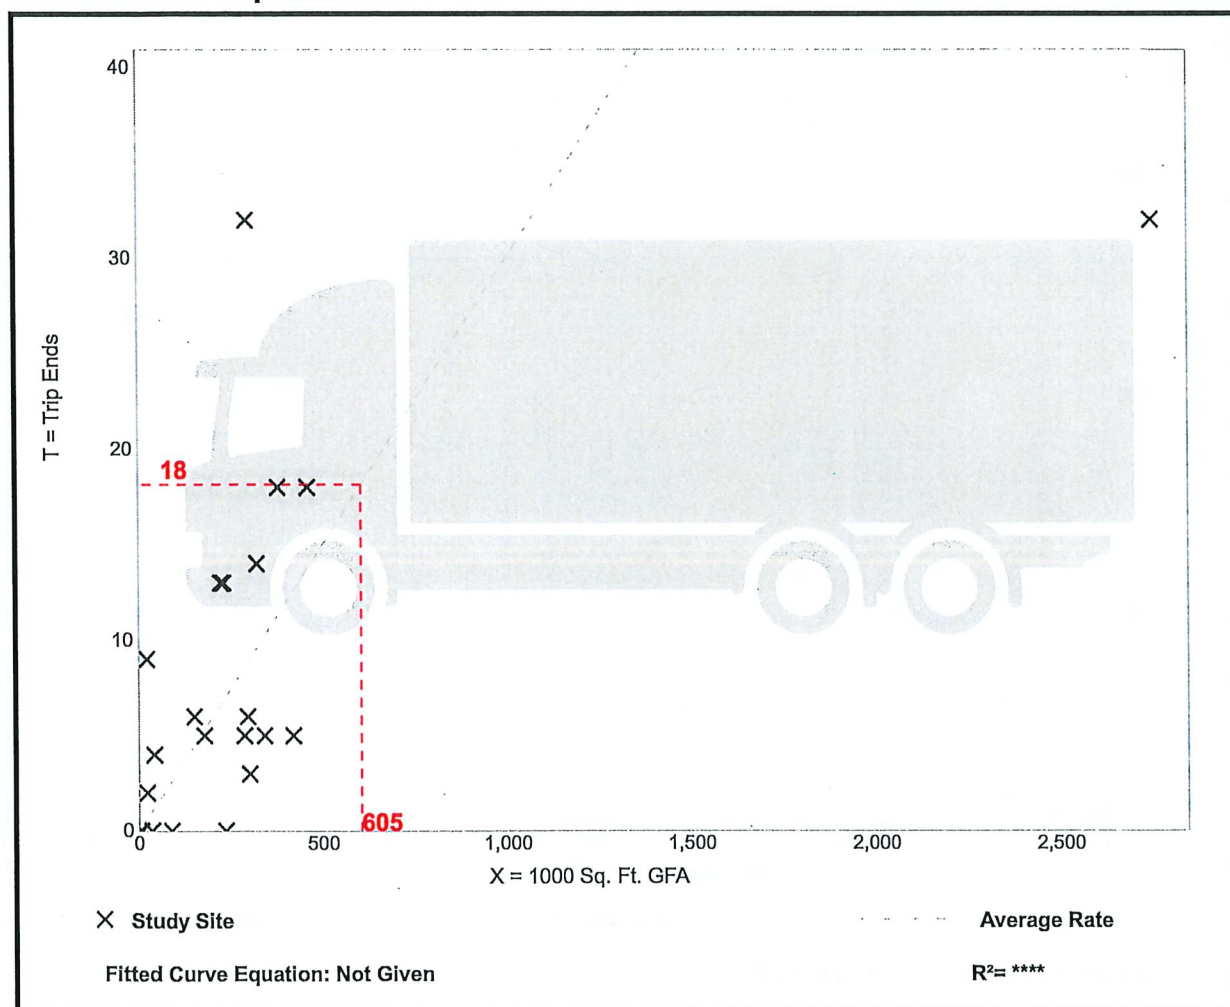 40
30
T = Trip Ends
20
18
10
0
605
0 500 1,000 1,500 2,000 2,500
X = 1000 Sq. Ft. GFA
Study Site
Average Rate
Fitted Curve Equation: Not Given
R²= ****